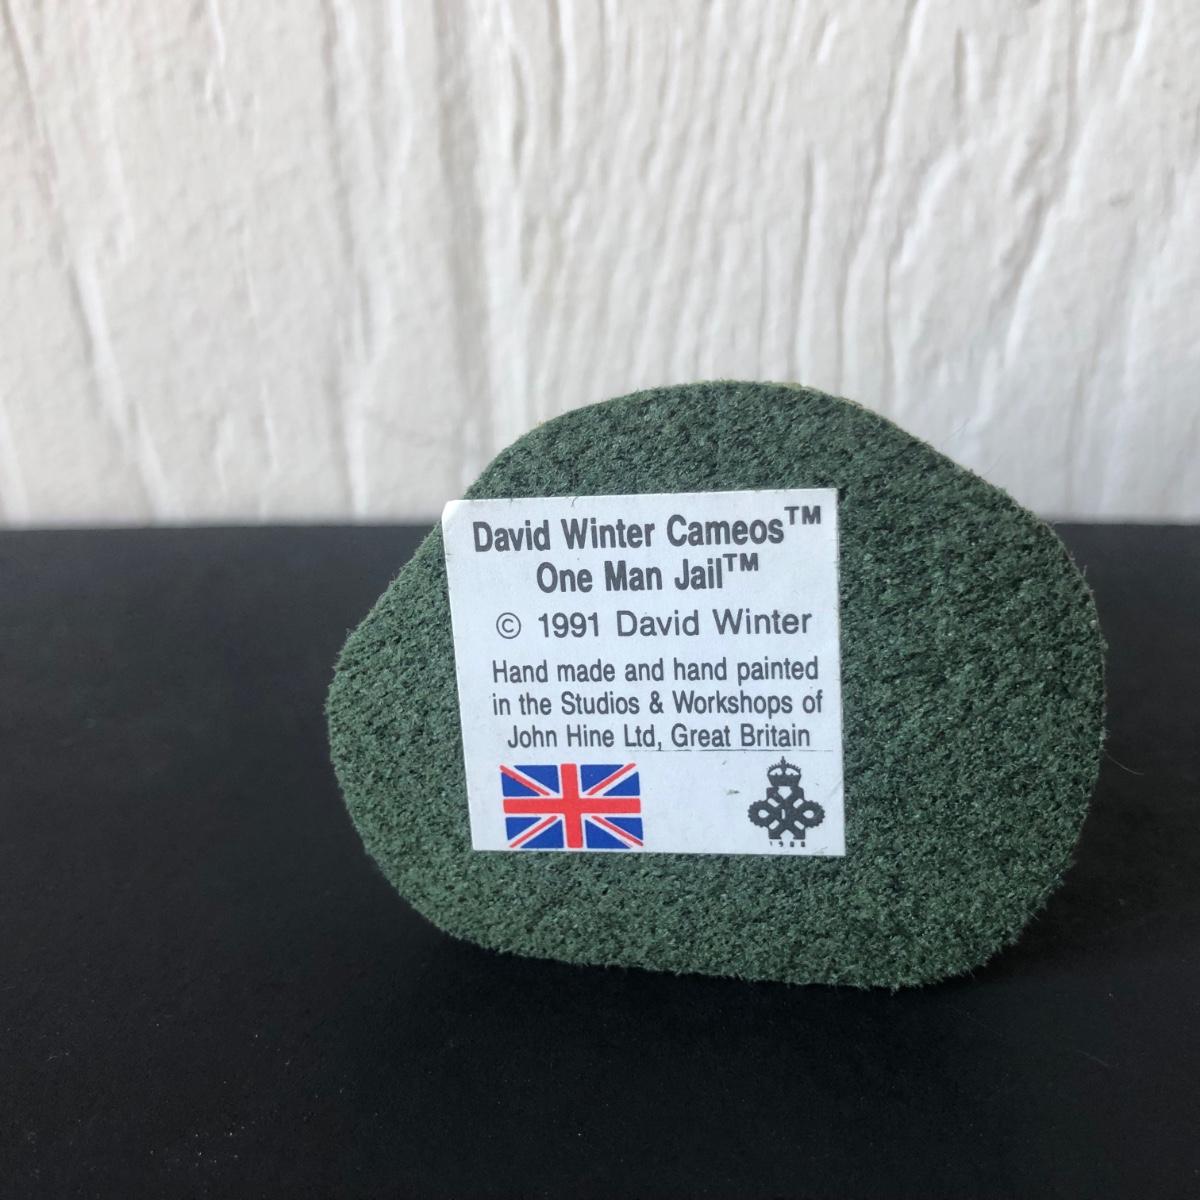 David Winter Cameos™
One Man Jail™
© 1991 David Winter
Hand made and hand painted
in the Studios & Workshops of
John Hine Ltd, Great Britain
1988